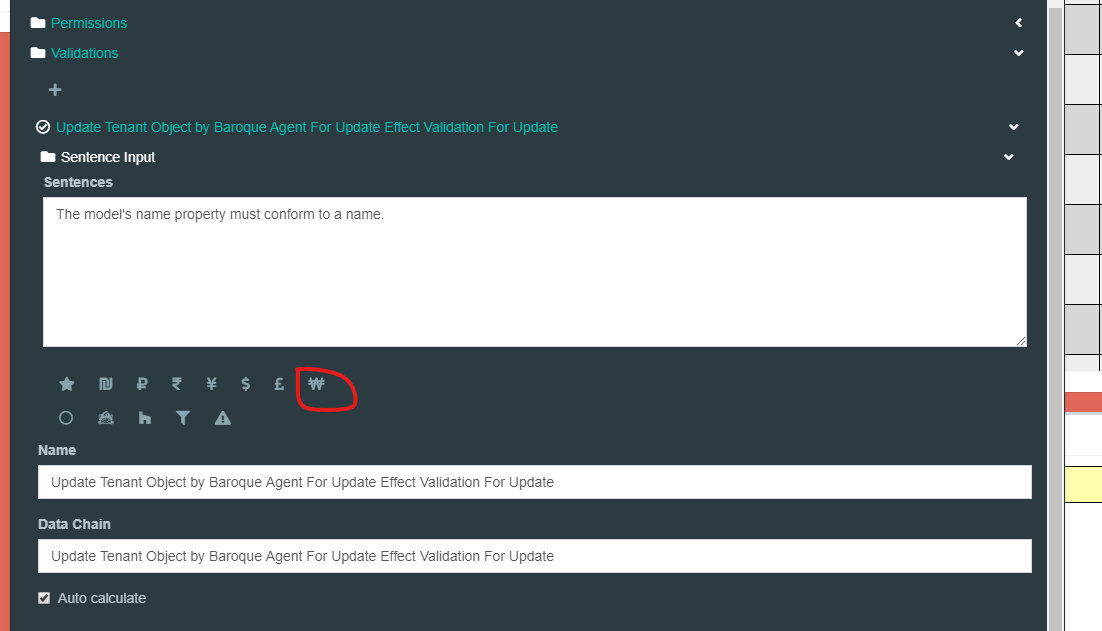 Permissions
Validations
Update Tenant Object by Baroque Agent For Update Effect Validation For Update
Sentence Input
Sentences
The model's name property must conform to a name.
₪ ₽ ₹ ¥ $ £ ₩
Name
Update Tenant Object by Baroque Agent For Update Effect Validation For Update
Data Chain
Update Tenant Object by Baroque Agent For Update Effect Validation For Update
Auto calculate